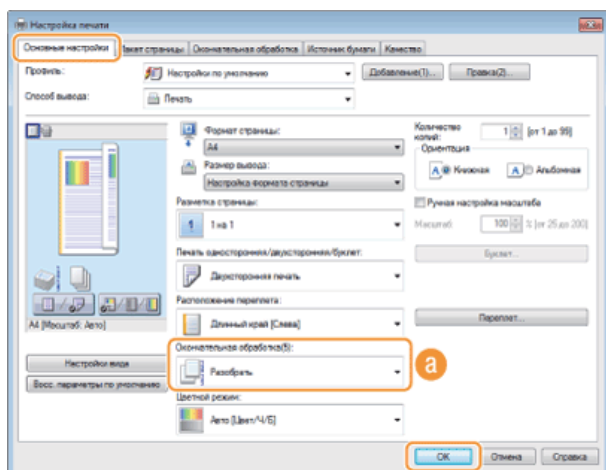 Настройка печати
Основные настройки Макет страницы Окончательная обработка Источник бумаги Качество
Профиль: Настройки по умолчанию Добавление(1)... Правка(2)...
Способ вывода: Печать
Формат страницы:
A4
Размер вывода:
Настройка формата страницы
Разметка страницы:
1 1 на 1
Печать односторонняя/двухсторонняя/буклет:
Двухсторонняя печать
Расположение переплета:
Длинный край [Слева]
Окончательная обработка(5):
Разобрать
a
Цветной режим:
Авто [Цвет/Ч/Б]
Количество копий: 1 [от 1 до 99]
Ориентация
A Книжная A Альбомная
Ручная настройка масштаба
Масштаб: 100 % [от 25 до 200]
Буклет...
Переплет...
A4 [Масштаб: Авто]
Настройки вида
Восс. параметры по умолчанию
OK Отмена Справка